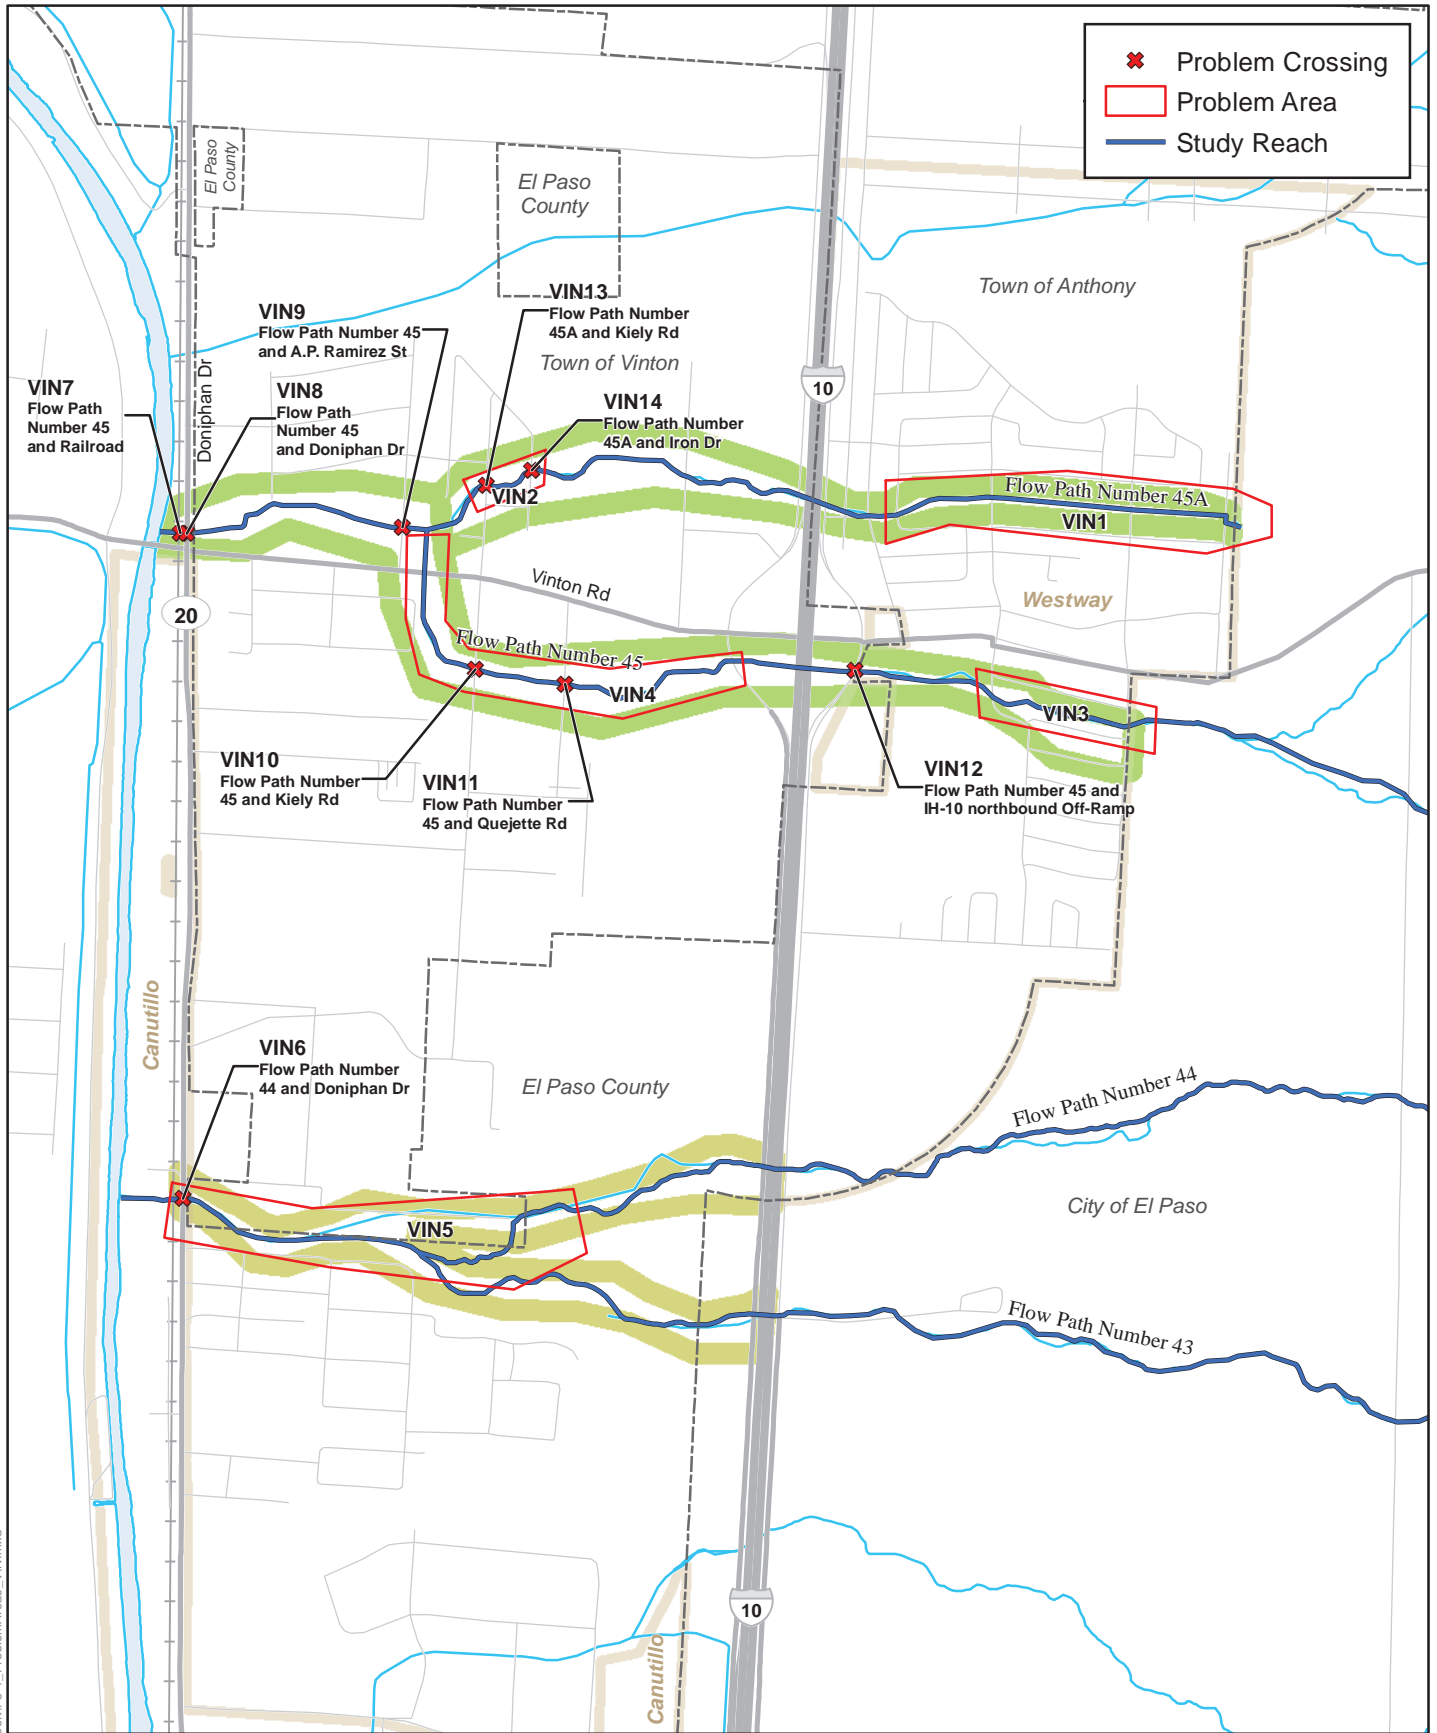 Problem Crossing
Problem Area
Study Reach
El Paso
County
El Paso
County
Town of Anthony
VIN13
Flow Path Number
45A and Kiely Rd
VIN9
Flow Path Number 45
and A.P. Ramirez St
Town of Vinton
10
Doniphan Dr
VIN7
Flow Path
Number 45
and Railroad
VIN8
Flow Path
Number 45
and Doniphan Dr
VIN14
Flow Path Number
45A and Iron Dr
VIN2
Flow Path Number 45A
VIN1
Vinton Rd
Westway
20
Flow Path Number 45
VIN4
VIN3
VIN10
Flow Path Number
45 and Kiely Rd
VIN11
Flow Path Number
45 and Quejette Rd
VIN12
Flow Path Number 45 and
IH-10 northbound Off-Ramp
Canutillo
VIN6
Flow Path Number
44 and Doniphan Dr
El Paso County
Flow Path Number 44
City of El Paso
VIN5
Flow Path Number 43
10
Canutillo